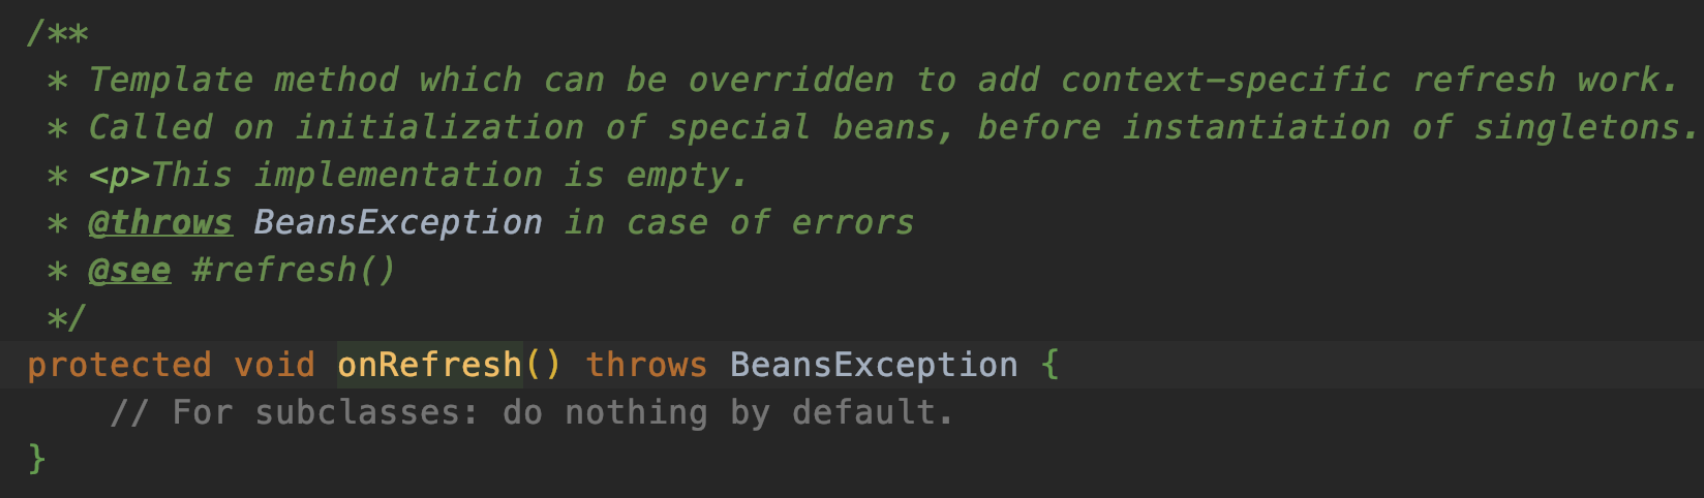 /**
 * Template method which can be overridden to add context-specific refresh work.
 * Called on initialization of special beans, before instantiation of singletons.
 * <p>This implementation is empty.
 * @throws BeansException in case of errors
 * @see #refresh()
 */
protected void onRefresh() throws BeansException {
    // For subclasses: do nothing by default.
}